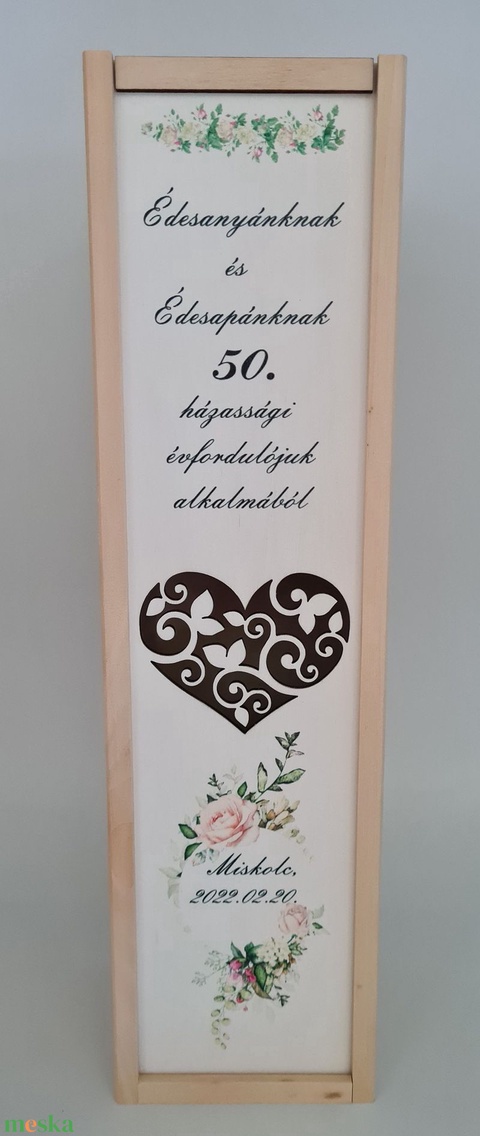 Édesanyánknak
és
Édesapánknak
50.
házassági
évfordulójuk
alkalmából
Miskolc,
2022.02.20.
meska